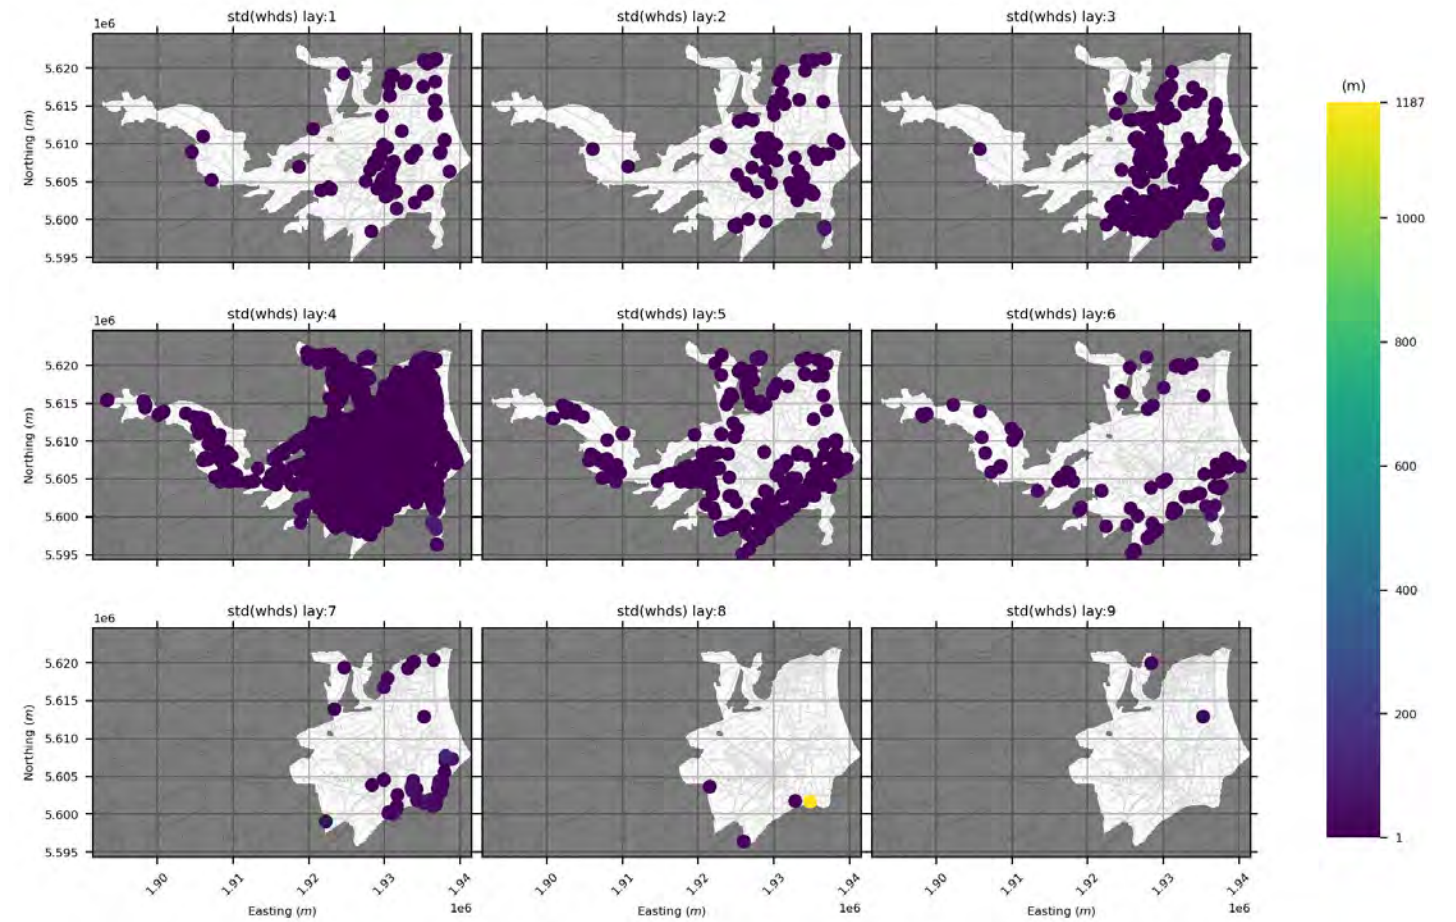 std(whds) lay:1
std(whds) lay:2
std(whds) lay:3
1e6
5.620
5.615
5.610
5.605
5.600
5.595
Northing (m)
(m)
1187
1000
800
600
400
200
1
std(whds) lay:4
std(whds) lay:5
std(whds) lay:6
1e6
5.620
5.615
5.610
5.605
5.600
5.595
Northing (m)
std(whds) lay:7
std(whds) lay:8
std(whds) lay:9
1e6
5.620
5.615
5.610
5.605
5.600
5.595
Northing (m)
1.90 1.91 1.92 1.93 1.94
1.90 1.91 1.92 1.93 1.94
1.90 1.91 1.92 1.93 1.94
Easting (m) 1e6
Easting (m) 1e6
Easting (m) 1e6